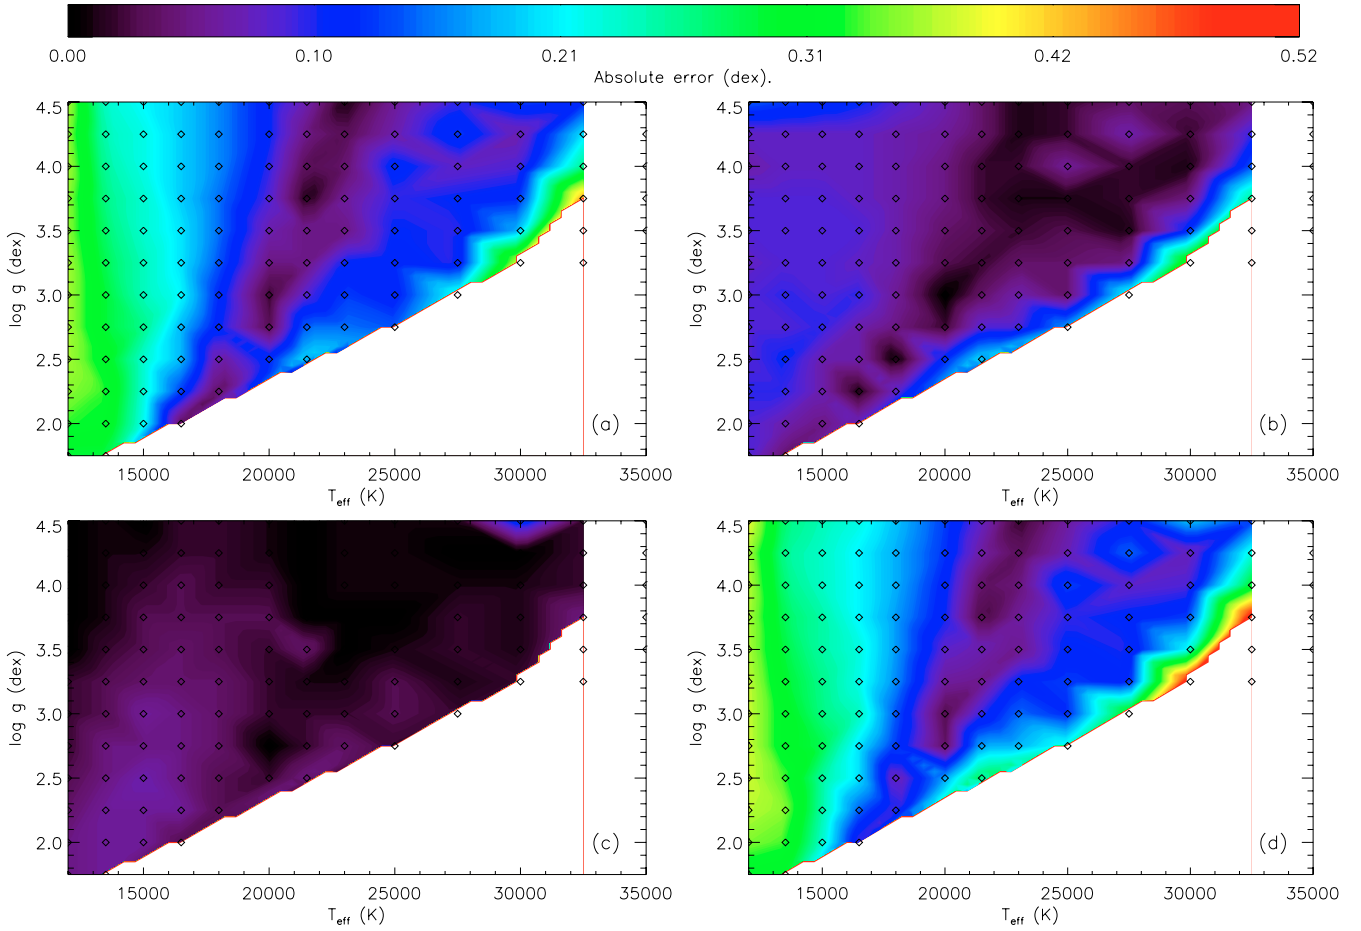 0.00 0.10 0.21 0.31 0.42 0.52
Absolute error (dex).
4.5
4.0
3.5
3.0
2.5
2.0
log g (dex)
(a)
15000 20000 25000 30000 35000
Teff (K)
4.5
4.0
3.5
3.0
2.5
2.0
log g (dex)
(b)
15000 20000 25000 30000 35000
Teff (K)
4.5
4.0
3.5
3.0
2.5
2.0
log g (dex)
(c)
15000 20000 25000 30000 35000
Teff (K)
4.5
4.0
3.5
3.0
2.5
2.0
log g (dex)
(d)
15000 20000 25000 30000 35000
Teff (K)